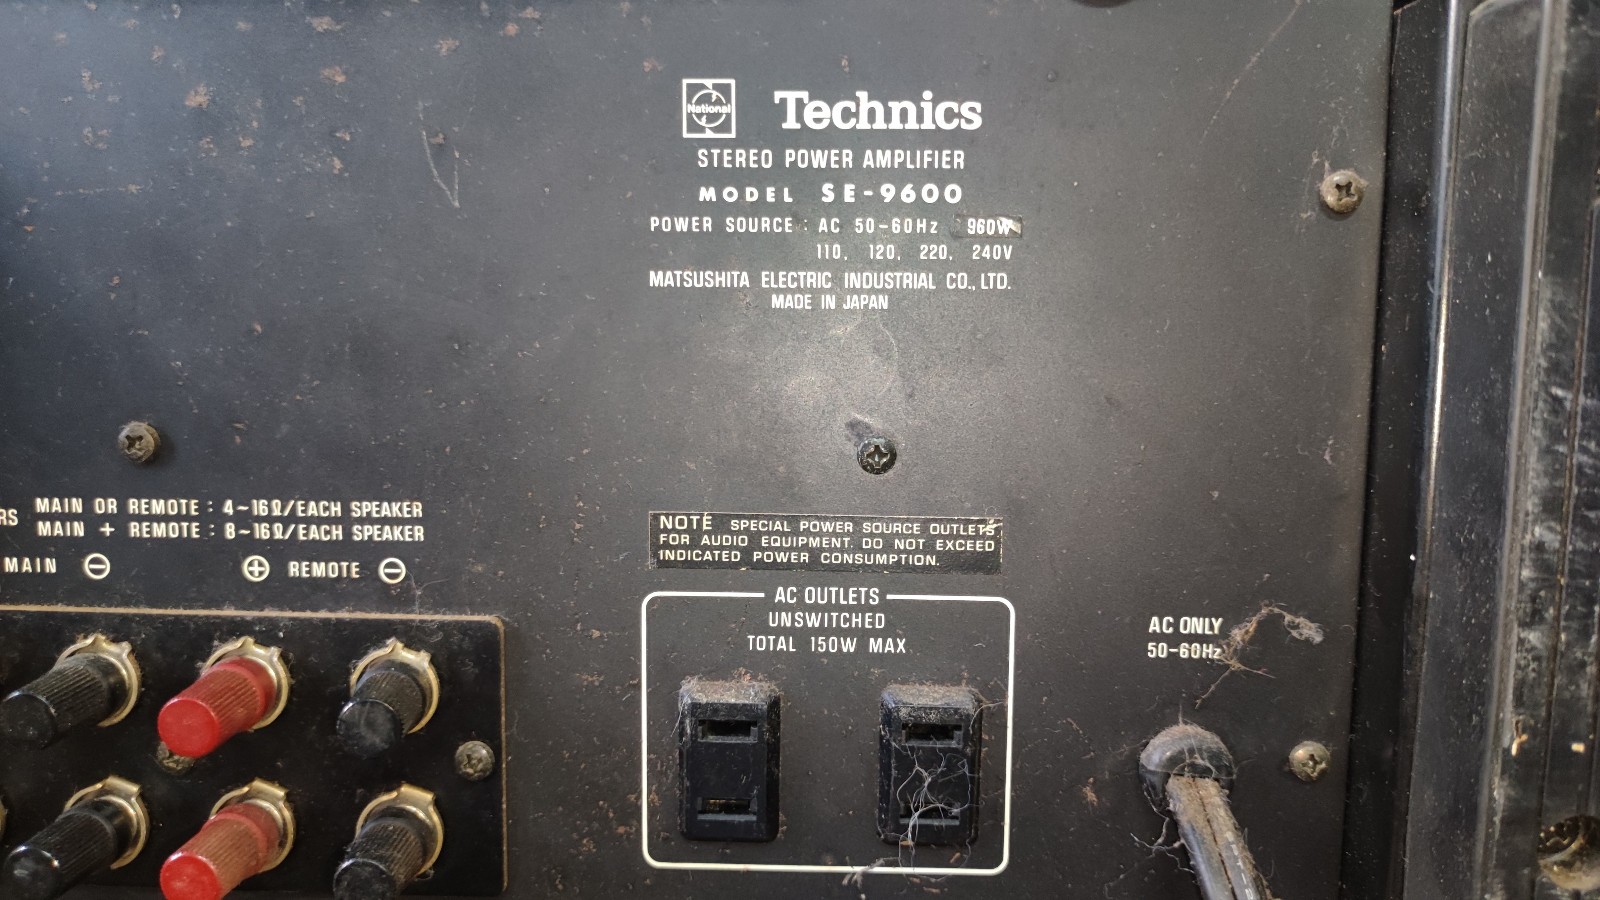 National
Technics
STEREO POWER AMPLIFIER
MODEL SE-9600
POWER SOURCE : AC 50-60Hz 960W
110, 120, 220, 240V
MATSUSHITA ELECTRIC INDUSTRIAL CO., LTD.
MADE IN JAPAN
RS MAIN OR REMOTE : 4~16Ω/EACH SPEAKER
MAIN + REMOTE : 8~16Ω/EACH SPEAKER
MAIN ⊖ ⊕ REMOTE ⊖
NOTE SPECIAL POWER SOURCE OUTLETS
FOR AUDIO EQUIPMENT. DO NOT EXCEED
INDICATED POWER CONSUMPTION.
AC OUTLETS
UNSWITCHED
TOTAL 150W MAX
AC ONLY
50-60Hz